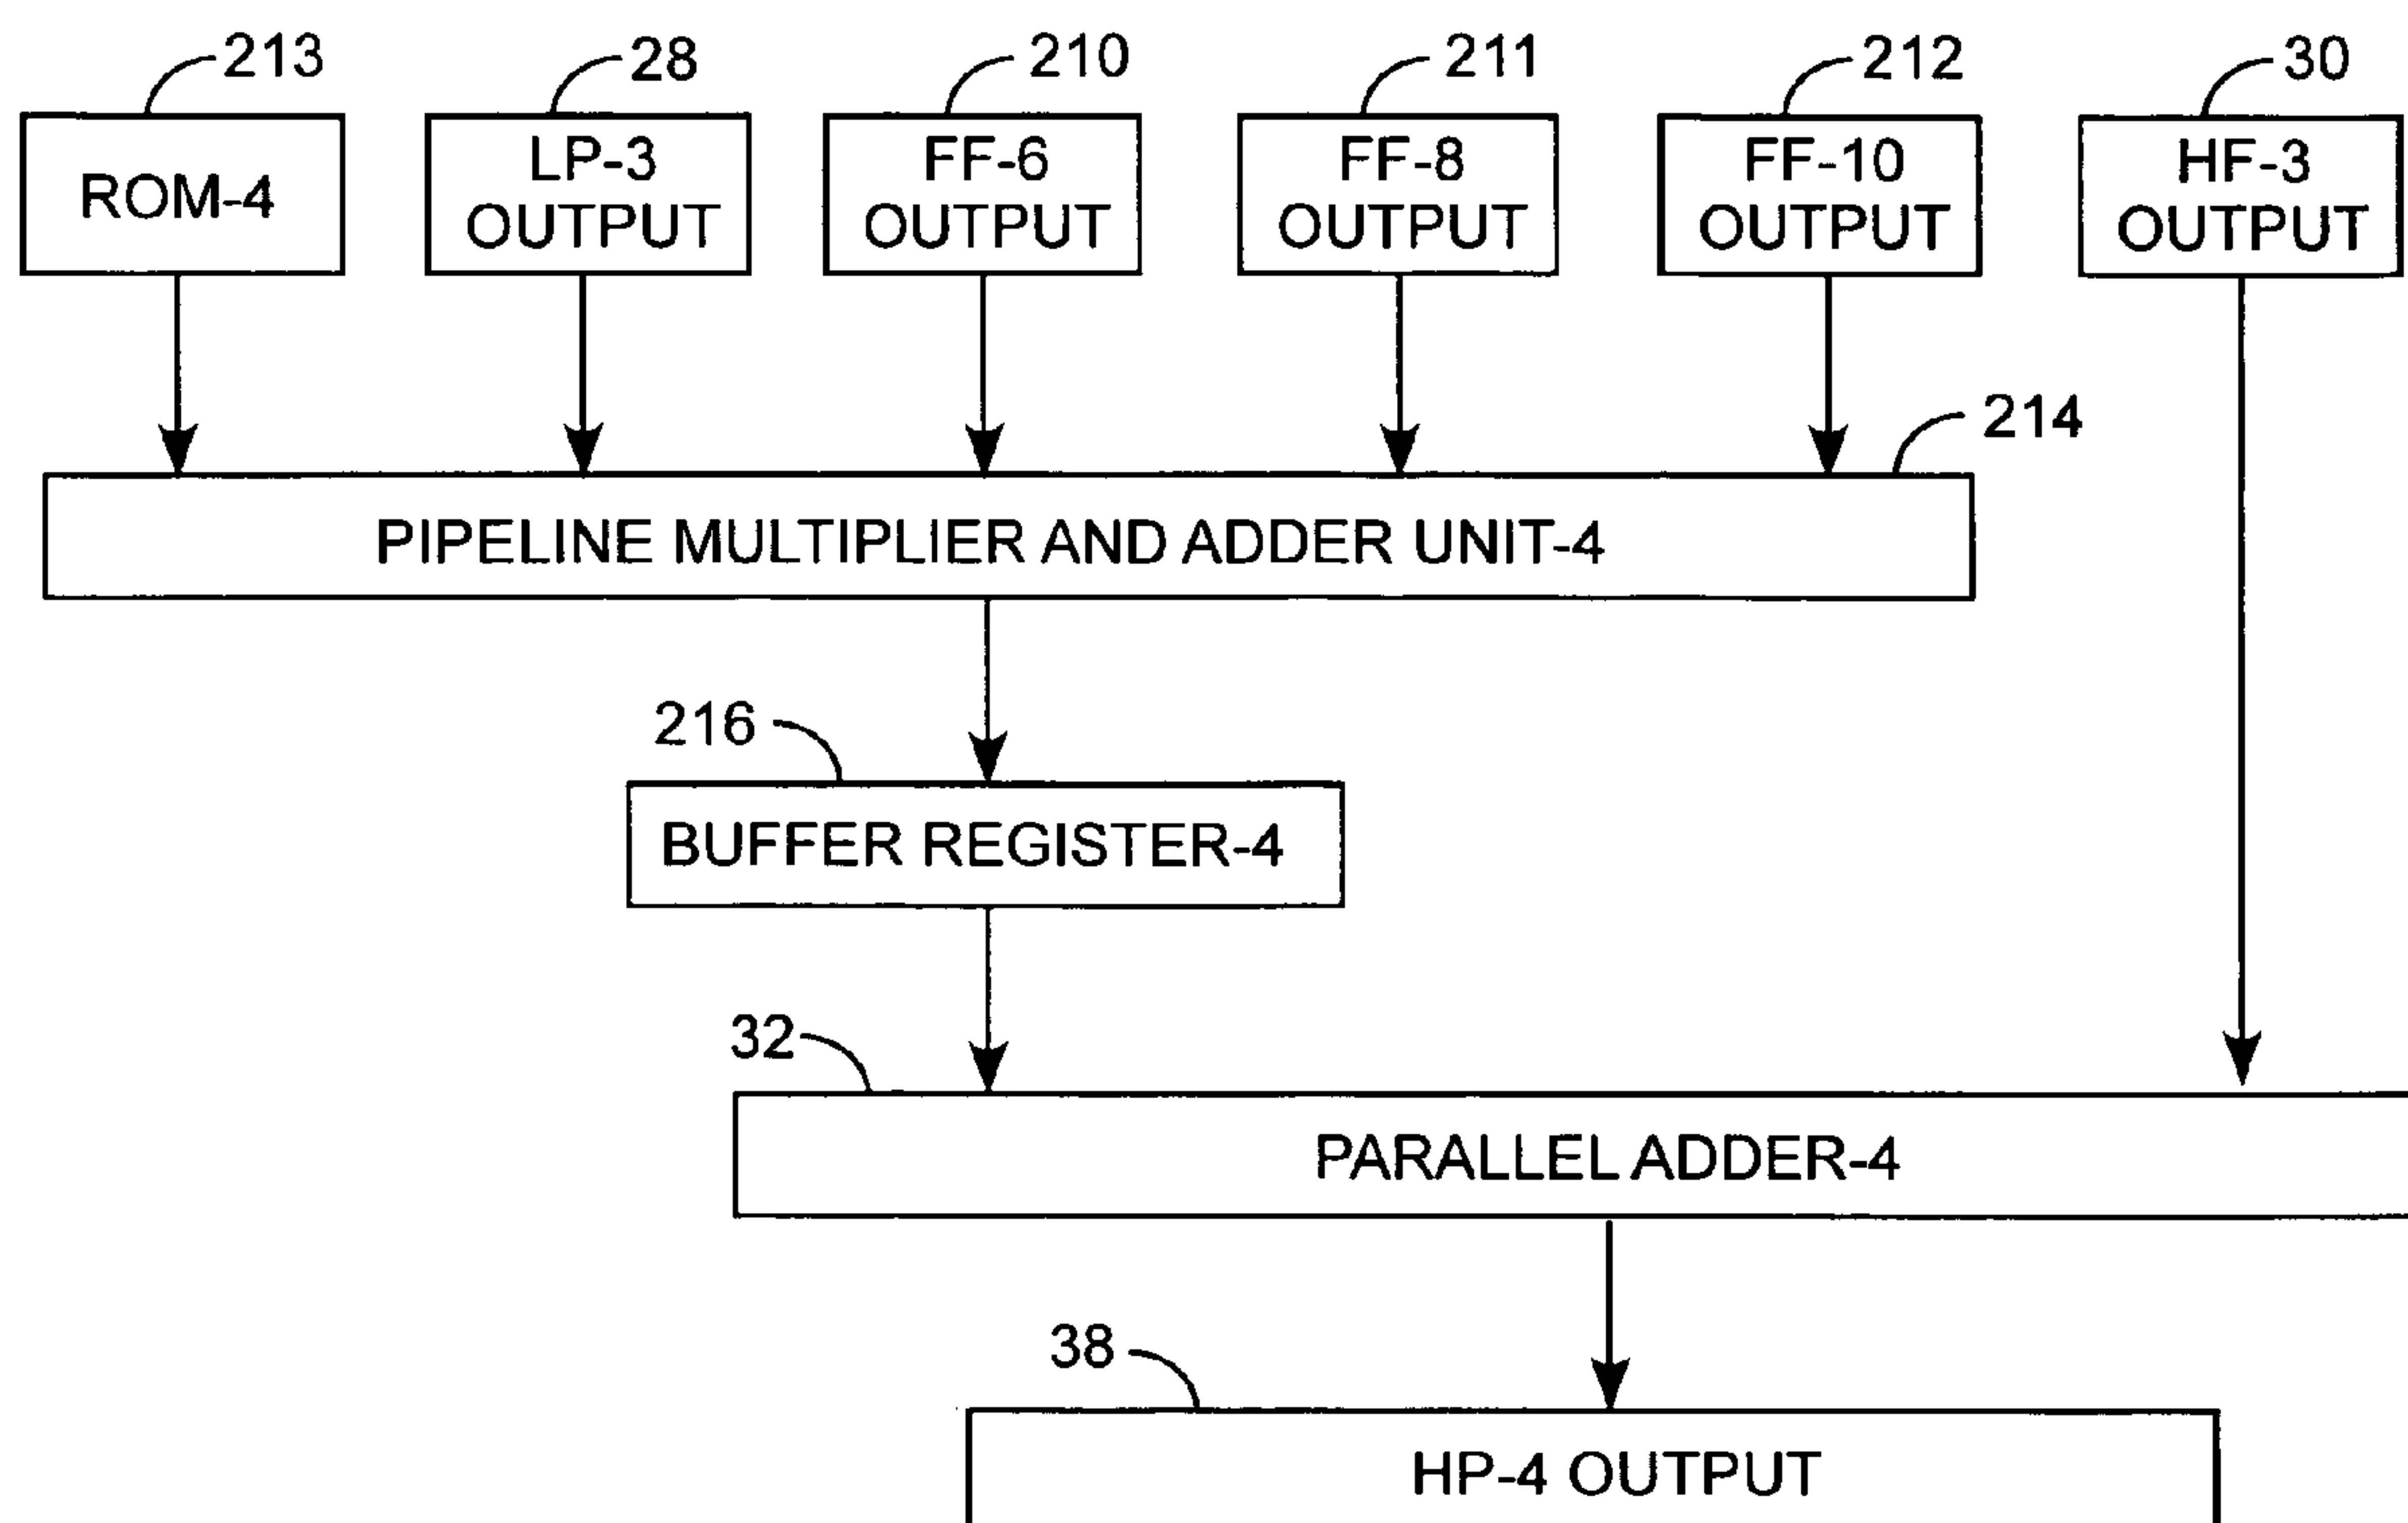 213
28
210
211
212
30
ROM-4
LP-3
OUTPUT
FF-6
OUTPUT
FF-8
OUTPUT
FF-10
OUTPUT
HF-3
OUTPUT
214
PIPELINE MULTIPLIER AND ADDER UNIT-4
216
BUFFER REGISTER-4
32
PARALLEL ADDER-4
38
HP-4 OUTPUT